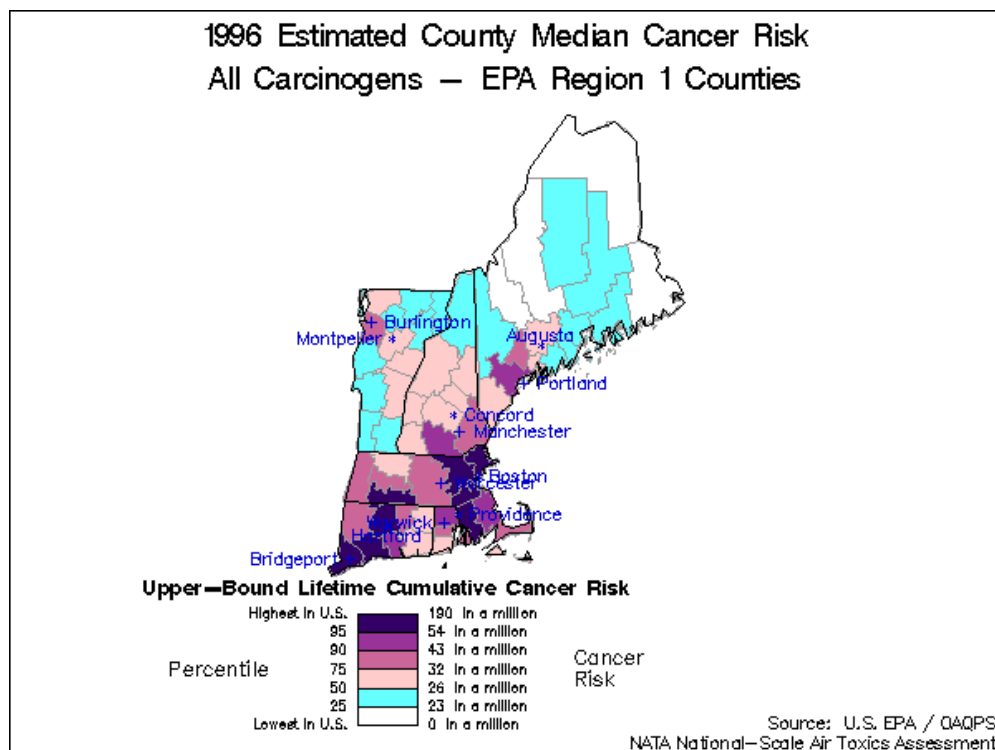 1996 Estimated County Median Cancer Risk
All Carcinogens — EPA Region 1 Counties
Burlington
Montpelier
Augusta
Portland
Concord
Manchester
Boston
Worcester
Providence
Warwick
Hartford
Bridgeport
Upper—Bound Lifetime Cumulative Cancer Risk
Highest in U.S. 190 in a million
95 54 in a million
90 43 in a million
75 32 in a million
50 26 in a million
25 23 in a million
Lowest in U.S. 0 in a million
Percentile
Cancer
Risk
Source: U.S. EPA / OAQPS
NATA National—Scale Air Toxics Assessment